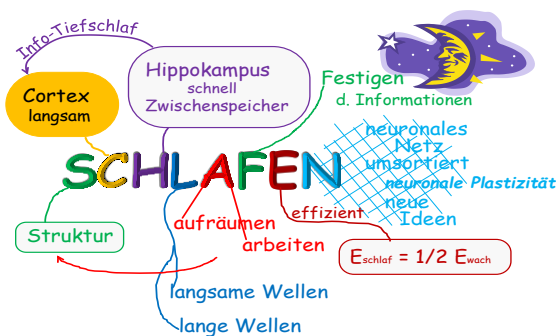 Info-Tiefschlaf
Hippokampus
schnell
Zwischenspeicher
Cortex
langsam
Festigen
d. Informationen
neuronales
Netz
umsortiert
neuronale Plastizität
neue
Ideen
SCHLAFEN
Struktur
aufräumen
arbeiten
effizient
Eschlaf = 1/2 Ewach
langsame Wellen
lange Wellen